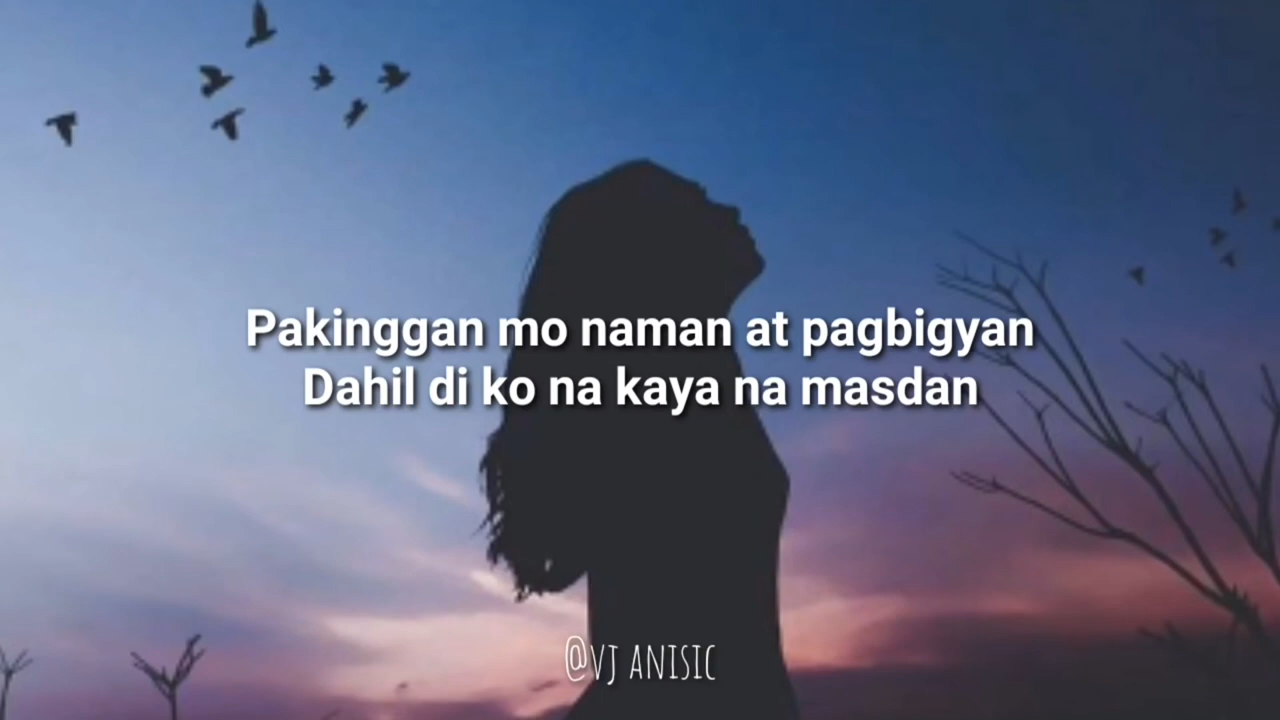 Pakinggan mo naman at pagbigyan
Dahil di ko na kaya na masdan
@VJ ANISIC